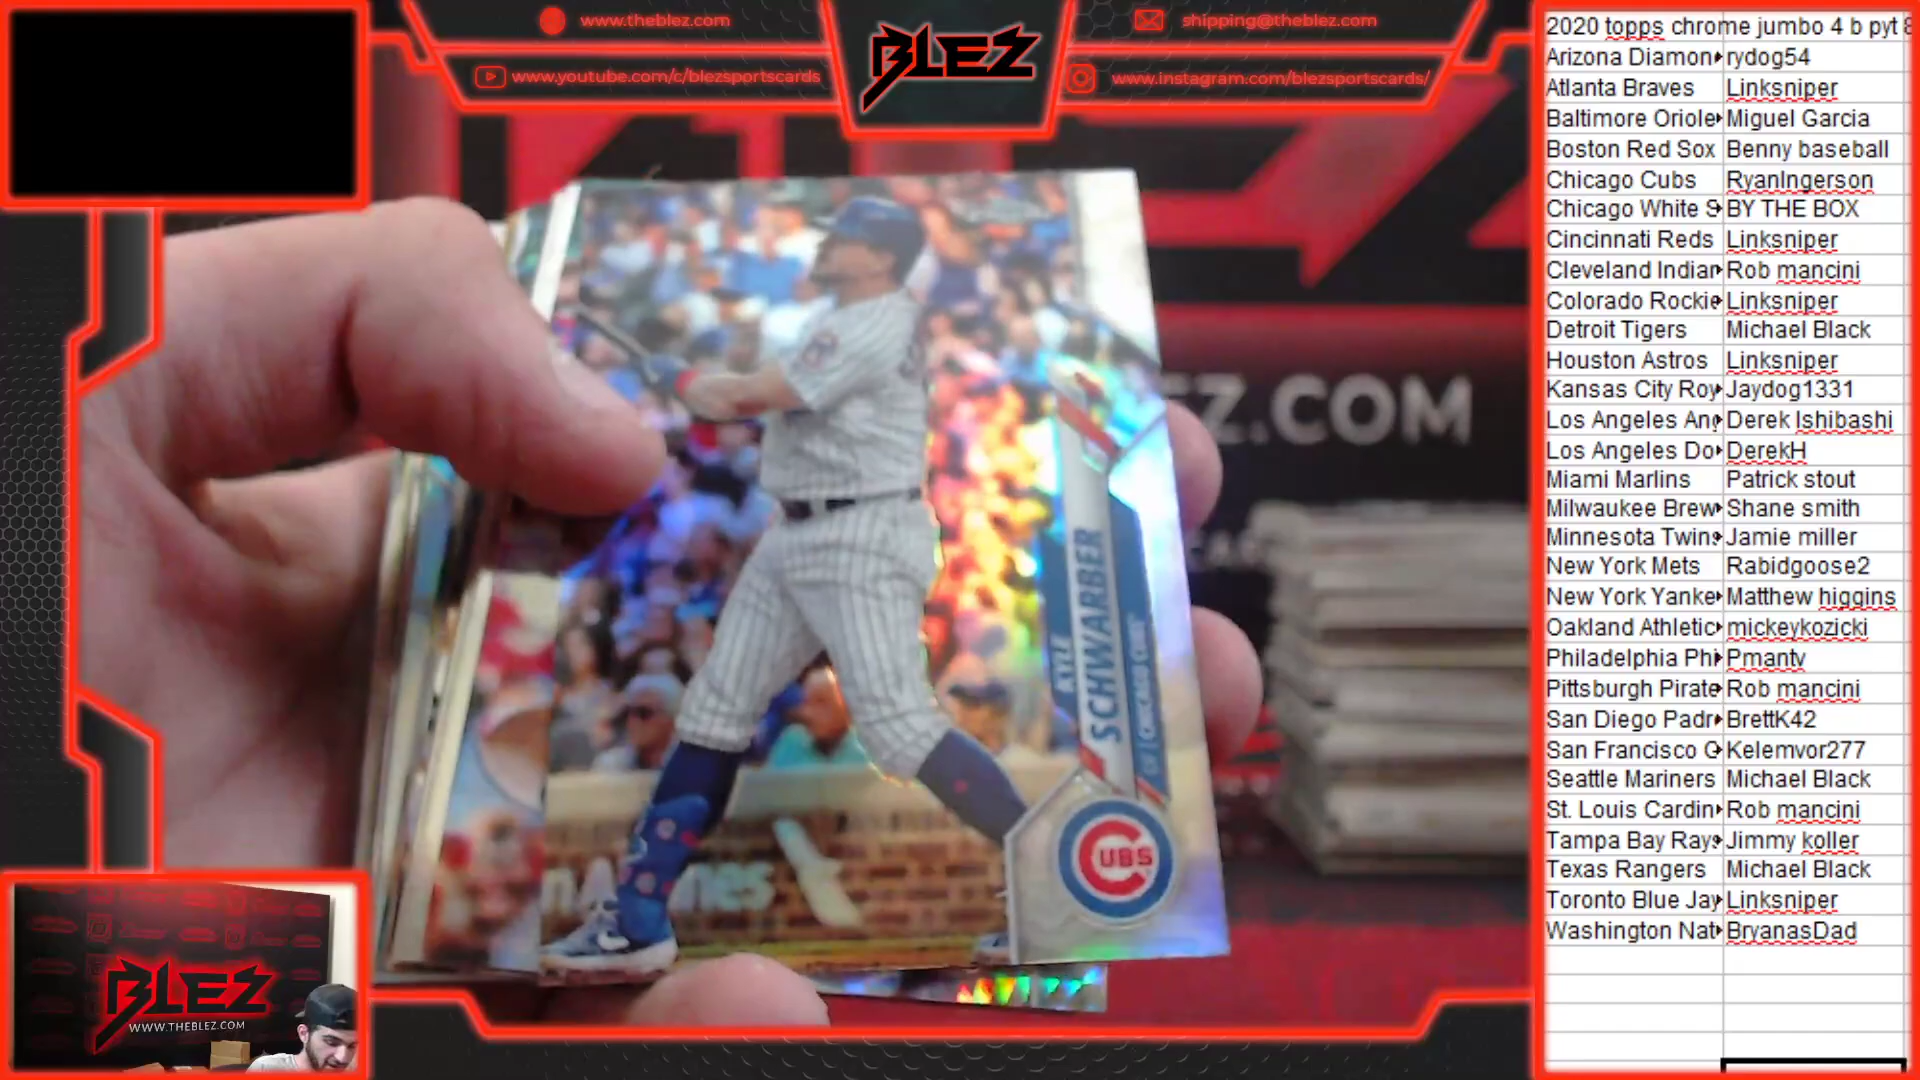 www.theblez.com
BLEZ
shipping@theblez.com
www.youtube.com/c/blezsportscards
www.instagram.com/blezsportscards/
2020 topps chrome jumbo 4 b pyt
Arizona Diamon rydog54
Atlanta Braves Linksniper
Baltimore Oriole Miguel Garcia
Boston Red Sox Benny baseball
Chicago Cubs RyanIngerson
Chicago White S BY THE BOX
Cincinnati Reds Linksniper
Cleveland Indian Rob mancini
Colorado Rockie Linksniper
Detroit Tigers Michael Black
Houston Astros Linksniper
Kansas City Roy Jaydog1331
Los Angeles Ang Derek Ishibashi
Los Angeles Do DerekH
Miami Marlins Patrick stout
Milwaukee Brew Shane smith
Minnesota Twins Jamie miller
New York Mets Rabidgoose2
New York Yanke Matthew higgins
Oakland Athletic mickeykozicki
Philadelphia Phi Pmantv
Pittsburgh Pirate Rob mancini
San Diego Padr BrettK42
San Francisco G Kelemvor277
Seattle Mariners Michael Black
St. Louis Cardin Rob mancini
Tampa Bay Rays Jimmy koller
Texas Rangers Michael Black
Toronto Blue Jay Linksniper
Washington Nat BryanasDad
EZ.COM
KYLE
SCHWARBER
CHICAGO CUBS
CUBS
BLEZ
WWW.THEBLEZ.COM